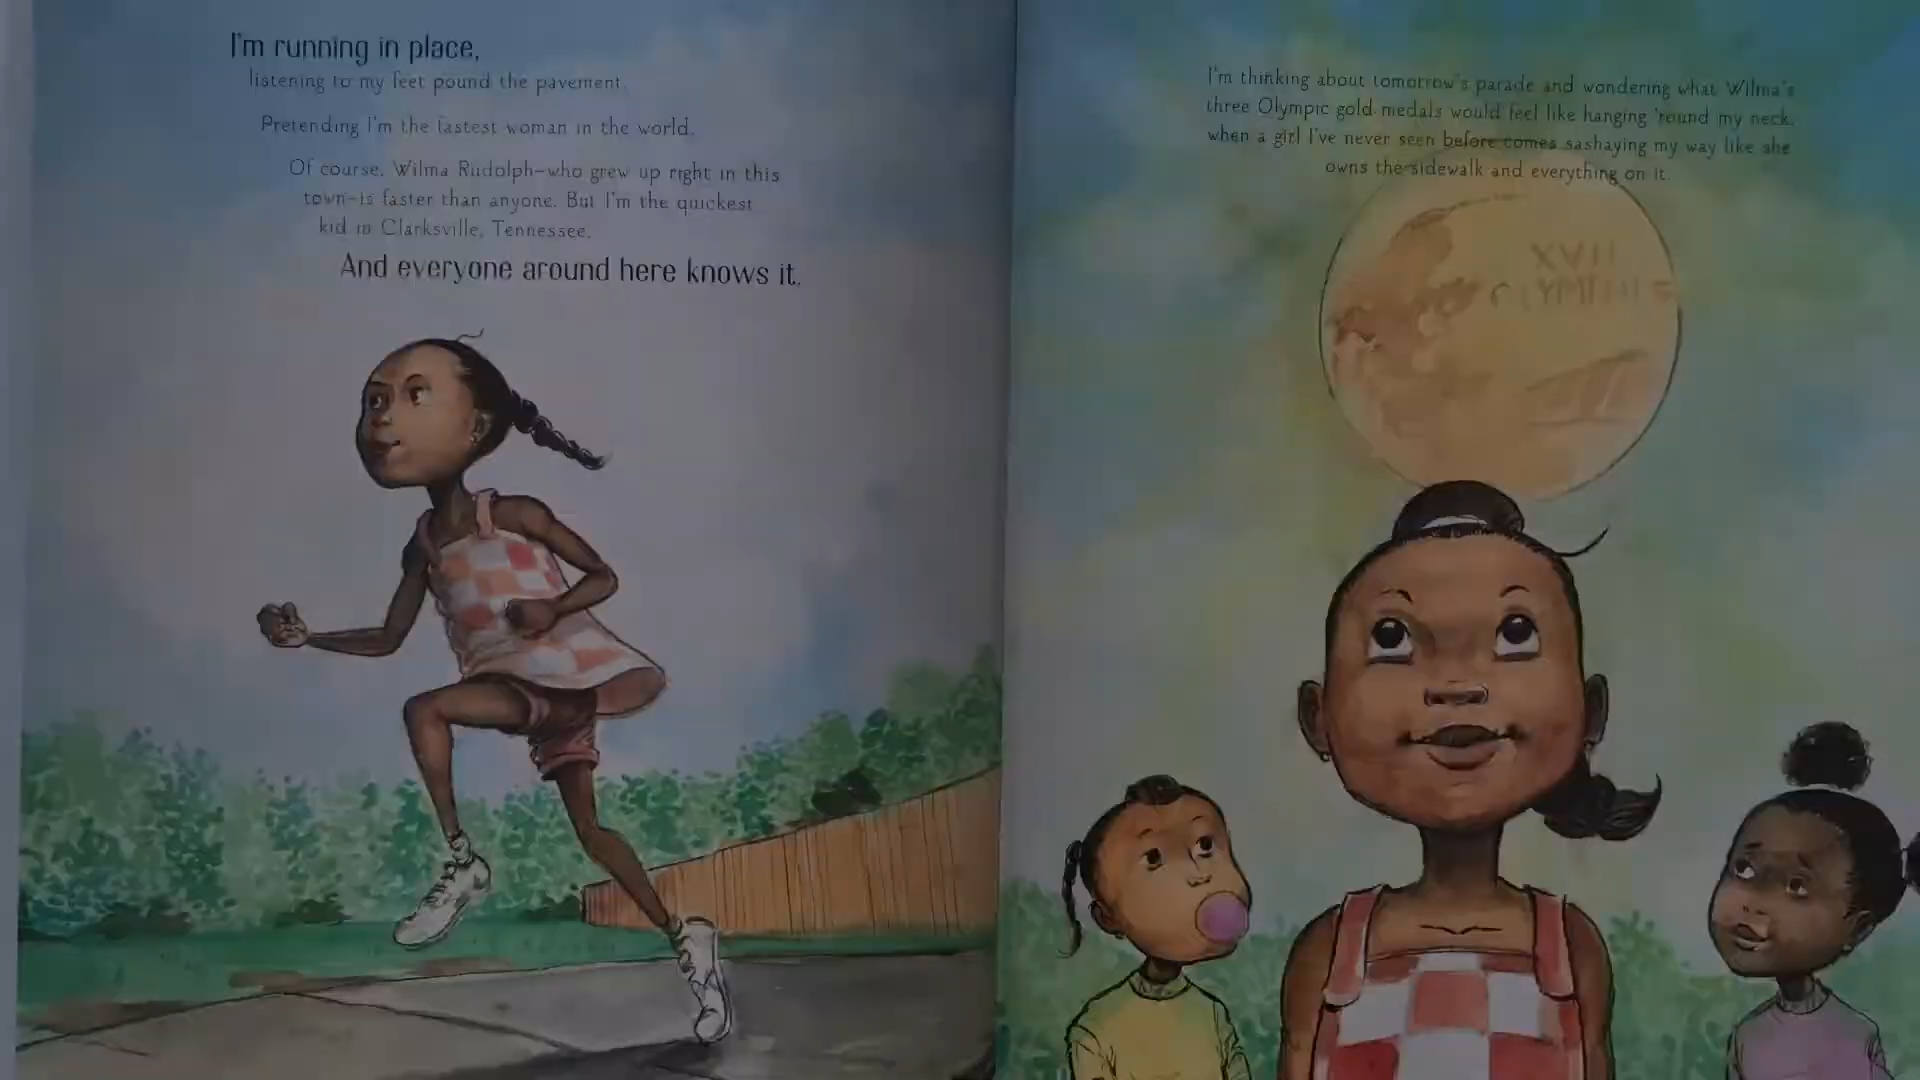 I'm running in place,
listening to my feet pound the pavement.
Pretending I'm the fastest woman in the world.
Of course, Wilma Rudolph—who grew up right in this
town—is faster than anyone. But I'm the quickest
kid in Clarksville, Tennessee.
And everyone around here knows it.
I'm thinking about tomorrow's parade and wondering what Wilma's
three Olympic gold medals would feel like hanging 'round my neck,
when a girl I've never seen before comes sashaying my way like she
owns the sidewalk and everything on it.
XVII